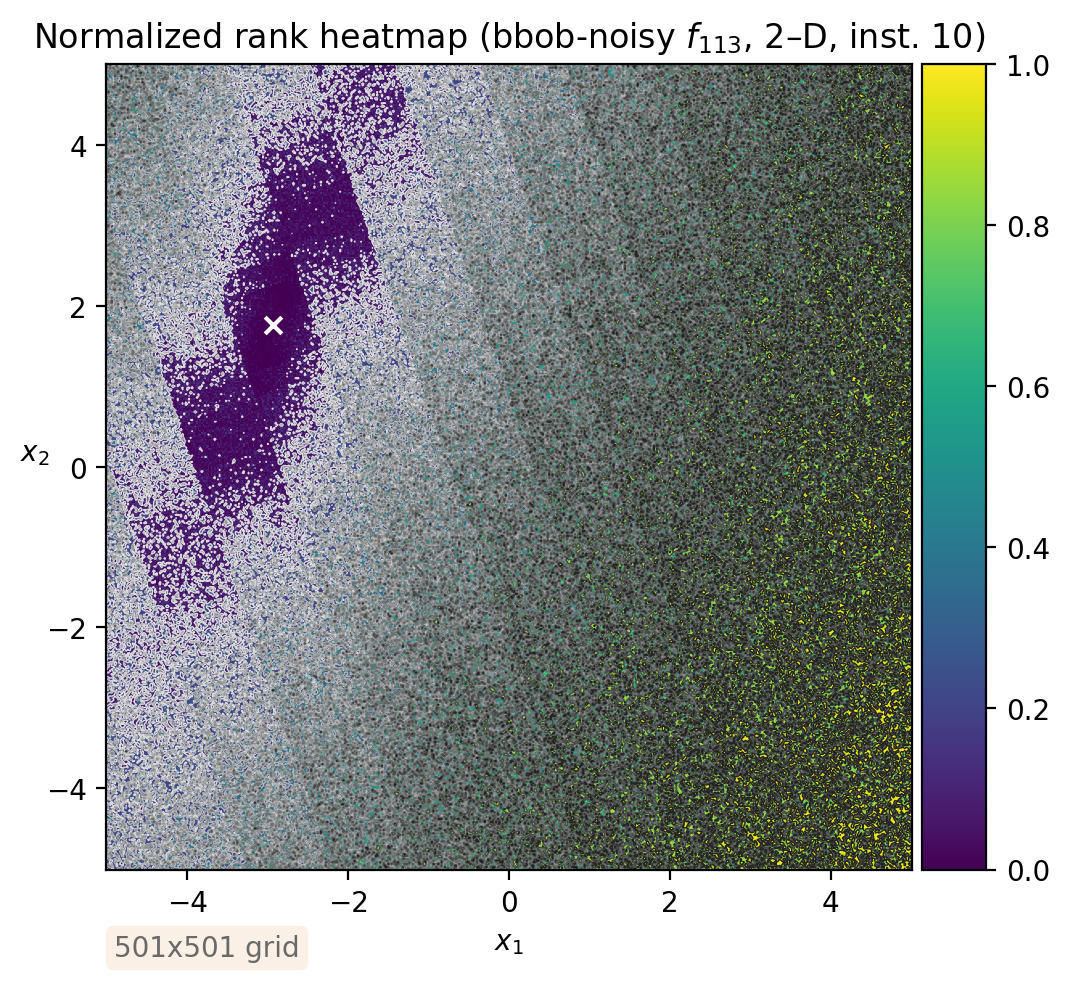 Normalized rank heatmap (bbob-noisy f₁₁₃, 2–D, inst. 10)
1.0
0.8
0.6
0.4
0.2
0.0
4
2
0
−2
−4
x₂
−4 −2 0 2 4
x₁
501x501 grid